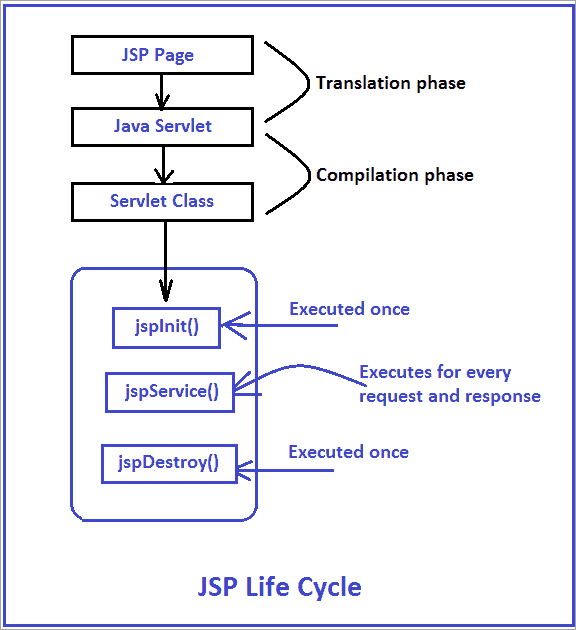 JSP Page
Translation phase
Java Servlet
Compilation phase
Servlet Class
Executed once
jspInit()
Executes for every
request and response
jspService()
Executed once
jspDestroy()
JSP Life Cycle